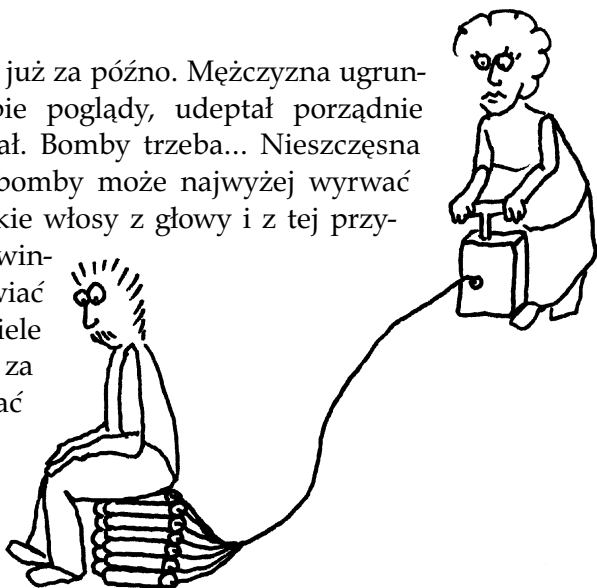 już za późno. Mężczyzna ugrun-
bie poglądy, udeptał porządnie
ał. Bomby trzeba... Nieszczęsna
bomby może najwyżej wyrwać
kie włosy z głowy i z tej przy-
win-
wiać
iele
za
ać